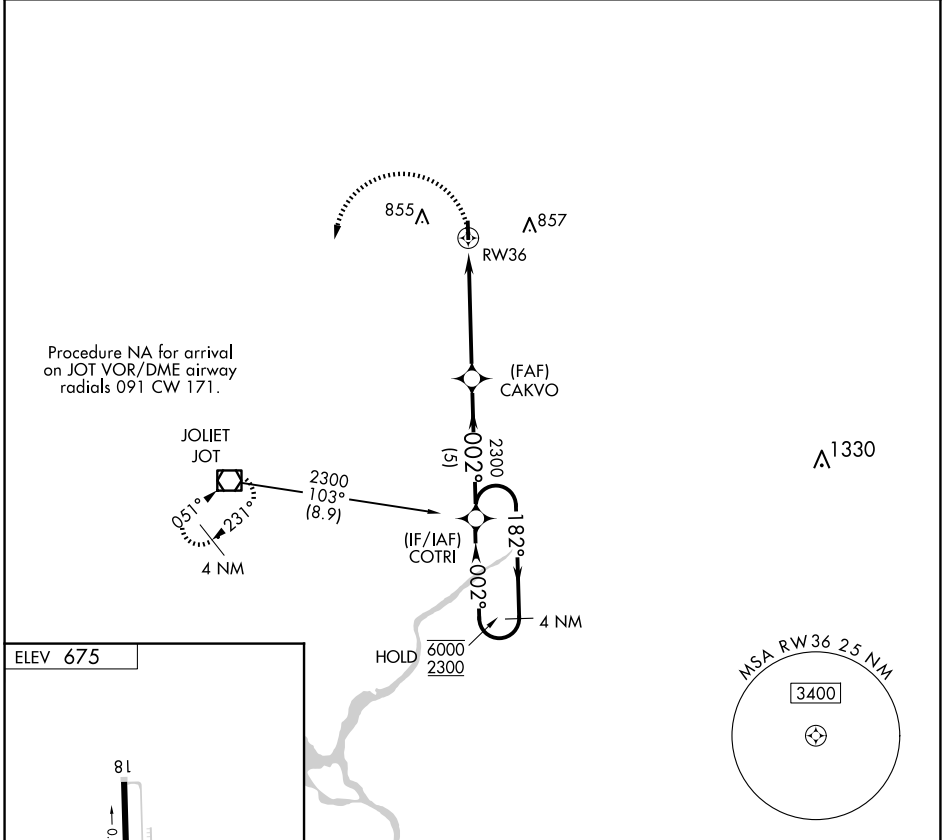 855
857
RW36
Procedure NA for arrival
on JOT VOR/DME airway
radials 091 CW 171.
(FAF)
CAKVO
JOLIET
JOT
2300
103°
(8.9)
051°
231°
4 NM
002°
(5)
2300
1330
(IF/IAF)
COTRI
182°
002°
4 NM
HOLD 6000
2300
ELEV 675
MSA RW36 25 NM
3400
18